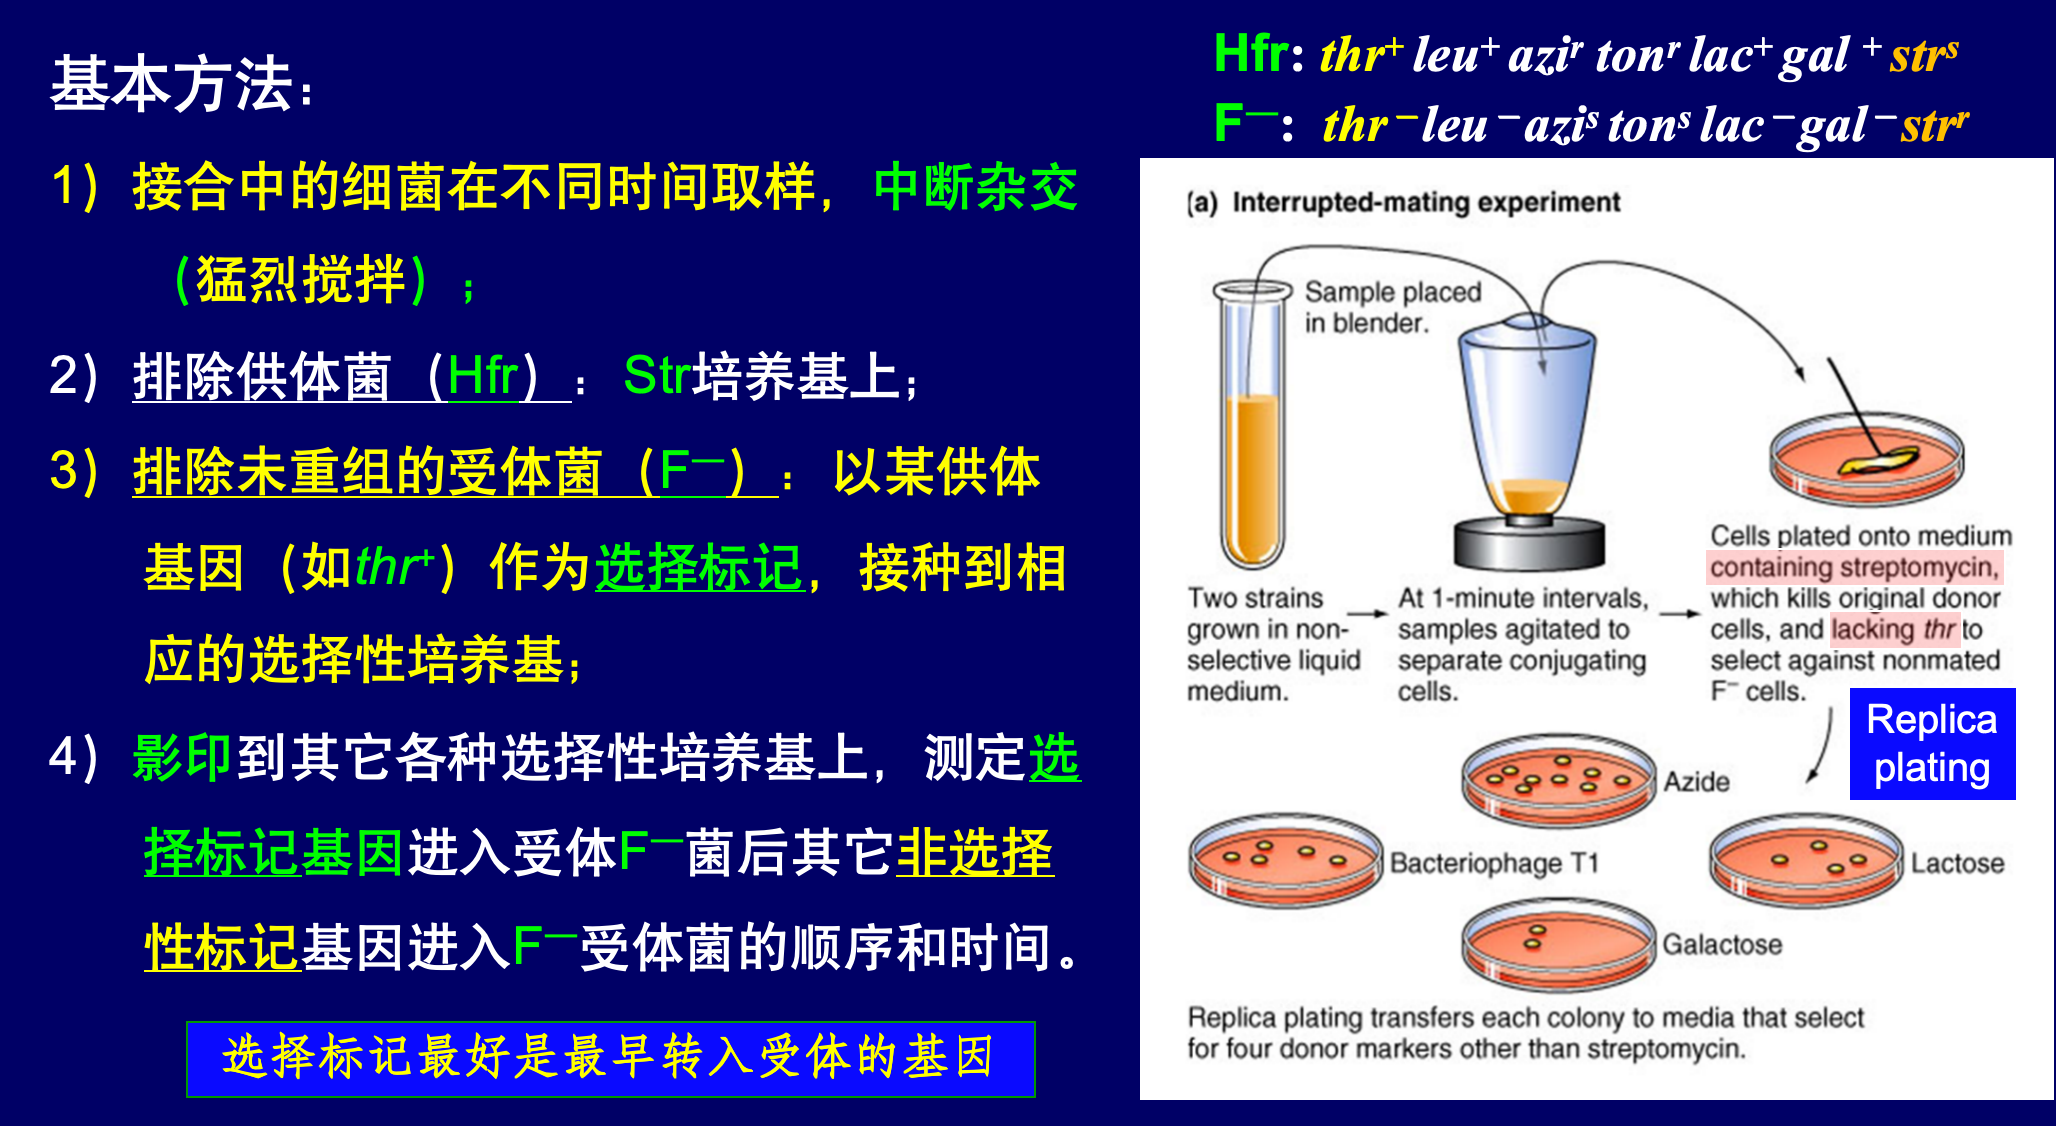 基本方法：
1）接合中的细菌在不同时间取样，中断杂交
（猛烈搅拌）；
2）排除供体菌（Hfr）：Str培养基上；
3）排除未重组的受体菌（F—）：以某供体
基因（如thr⁺）作为选择标记，接种到相
应的选择性培养基；
4）影印到其它各种选择性培养基上，测定选
择标记基因进入受体F—菌后其它非选择
性标记基因进入F—受体菌的顺序和时间。
选择标记最好是最早转入受体的基因
Hfr: thr⁺ leu⁺ aziʳ tonʳ lac⁺ gal ⁺ strˢ
F—: thr – leu – aziˢ tonˢ lac – gal – strʳ
(a) Interrupted-mating experiment
Sample placed
in blender.
Two strains
grown in non-
selective liquid
medium.
At 1-minute intervals,
samples agitated to
separate conjugating
cells.
Cells plated onto medium
containing streptomycin,
which kills original donor
cells, and lacking thr to
select against nonmated
F⁻ cells.
Replica
plating
Azide
Bacteriophage T1
Lactose
Galactose
Replica plating transfers each colony to media that select
for four donor markers other than streptomycin.